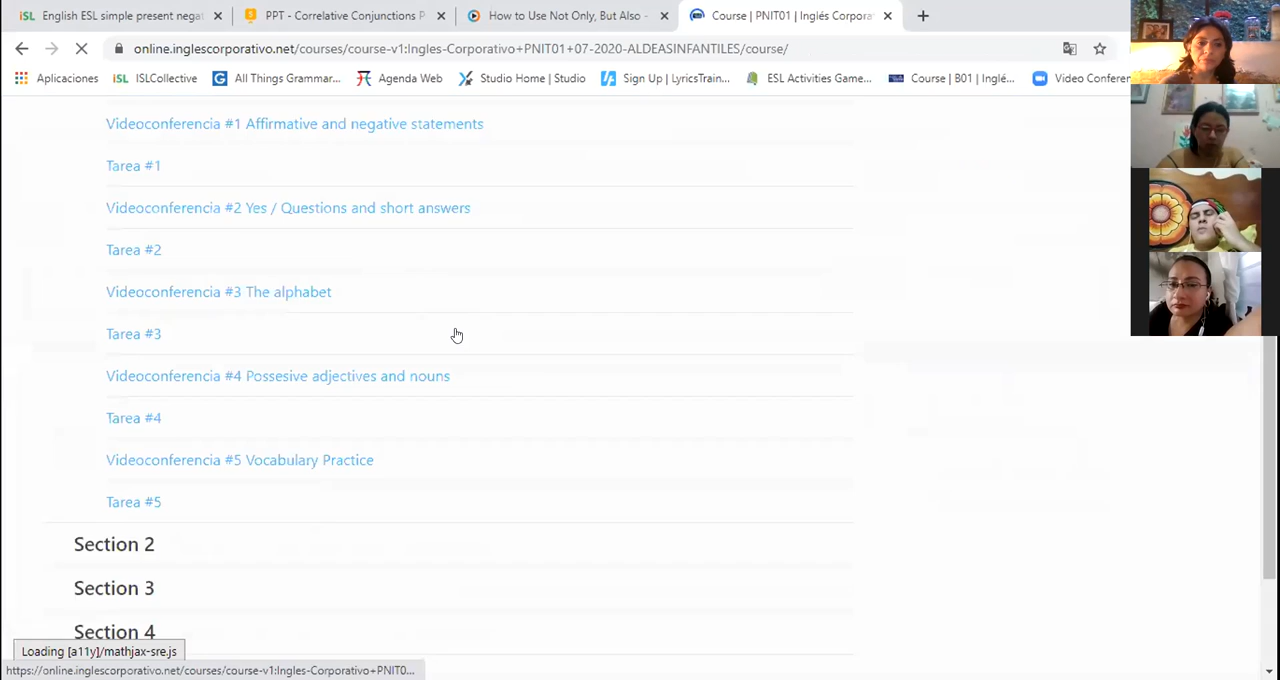 English ESL simple present negat
PPT - Correlative Conjunctions P
How to Use Not Only, But Also -
Course | PNIT01 | Inglés Corpora
online.inglescorporativo.net/courses/course-v1:Ingles-Corporativo+PNIT01+07-2020-ALDEASINFANTILES/course/
Aplicaciones
ISLCollective
All Things Grammar...
Agenda Web
Studio Home | Studio
Sign Up | LyricsTrain...
ESL Activities Game...
Course | B01 | Inglé...
Video Conferen
Videoconferencia #1 Affirmative and negative statements
Tarea #1
Videoconferencia #2 Yes / Questions and short answers
Tarea #2
Videoconferencia #3 The alphabet
Tarea #3
Videoconferencia #4 Possesive adjectives and nouns
Tarea #4
Videoconferencia #5 Vocabulary Practice
Tarea #5
Section 2
Section 3
Section 4
Loading [a11y]/mathjax-sre.js
https://online.inglescorporativo.net/courses/course-v1:Ingles-Corporativo+PNIT0...